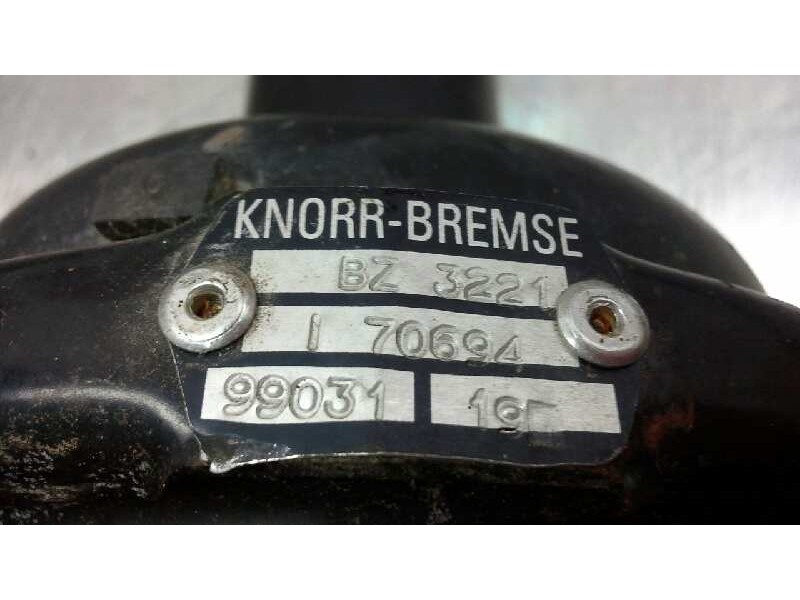 KNORR-BREMSE
BZ 3221
I 70694
99031